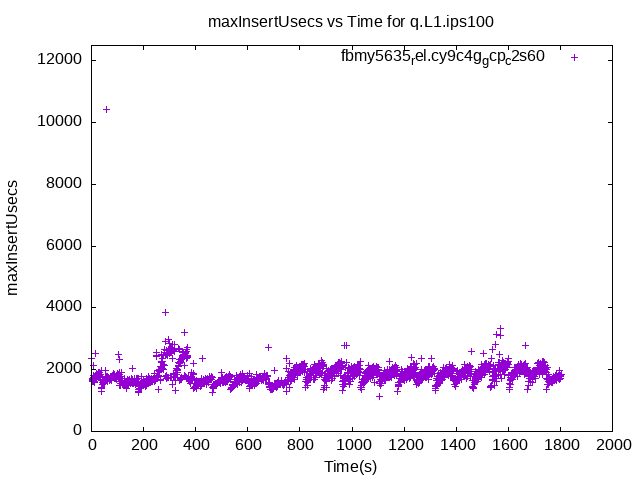 maxInsertUsecs vs Time for q.L1.ips100
fbmy5635_rel.cy9c4g_gcp_c2s60
12000
10000
8000
6000
4000
2000
0
maxInsertUsecs
0 200 400 600 800 1000 1200 1400 1600 1800 2000
Time(s)